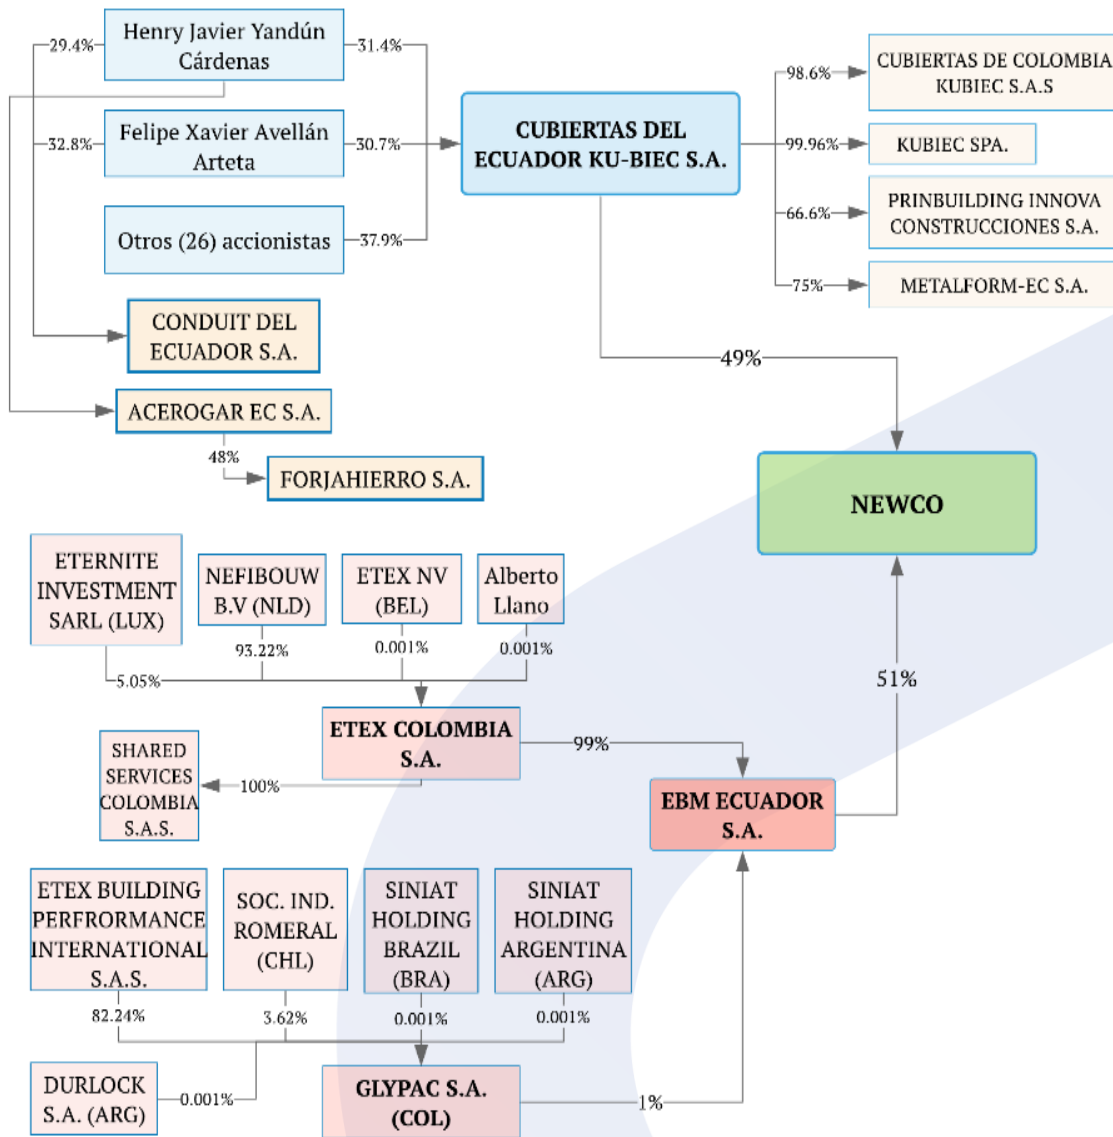 29.4%
Henry Javier Yandún
Cárdenas
31.4%
32.8%
Felipe Xavier Avellán
Arteta
30.7%
Otros (26) accionistas
37.9%
CUBIERTAS DEL
ECUADOR KU-BIEC S.A.
98.6%
CUBIERTAS DE COLOMBIA
KUBIEC S.A.S
99.96%
KUBIEC SPA.
66.6%
PRINBUILDING INNOVA
CONSTRUCCIONES S.A.
75%
METALFORM-EC S.A.
CONDUIT DEL
ECUADOR S.A.
ACEROGAR EC S.A.
48%
FORJAHIERRO S.A.
49%
NEWCO
ETERNITE
INVESTMENT
SARL (LUX)
NEFIBOUW
B.V (NLD)
ETEX NV
(BEL)
Alberto
Llano
5.05%
93.22%
0.001%
0.001%
ETEX COLOMBIA
S.A.
99%
51%
SHARED
SERVICES
COLOMBIA
S.A.S.
100%
EBM ECUADOR
S.A.
ETEX BUILDING
PERFRORMANCE
INTERNATIONAL
S.A.S.
SOC. IND.
ROMERAL
(CHL)
SINIAT
HOLDING
BRAZIL
(BRA)
SINIAT
HOLDING
ARGENTINA
(ARG)
82.24%
3.62%
0.001%
0.001%
DURLOCK
S.A. (ARG)
0.001%
GLYPAC S.A.
(COL)
1%